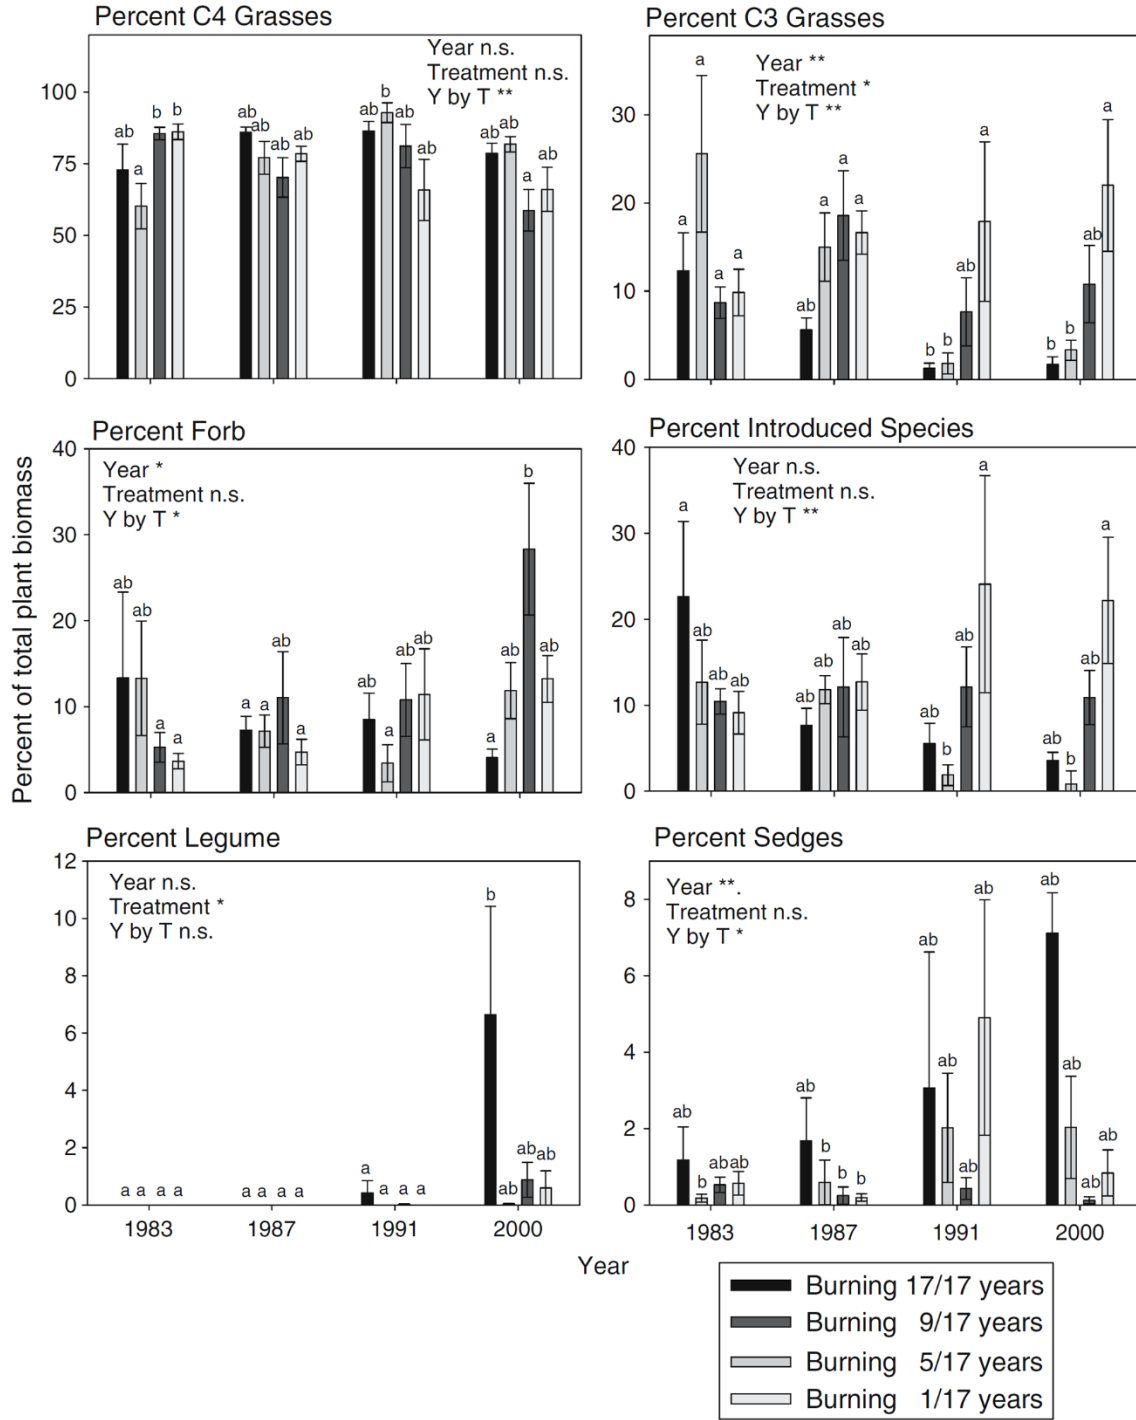 Percent C4 Grasses
Year n.s.
Treatment n.s.
Y by T **
100
75
50
25
0
ab a b b
ab ab a ab
ab b ab ab
ab ab a ab
Percent C3 Grasses
Year **
Treatment *
Y by T **
30
20
10
0
a a a a
ab a a a
b b ab a
b b ab a
Percent Forb
Year *
Treatment n.s.
Y by T *
40
30
20
10
0
ab ab a a
a a ab a
ab a ab ab
a ab b ab
Percent Introduced Species
Year n.s.
Treatment n.s.
Y by T **
40
30
20
10
0
a ab ab ab
ab ab ab ab
ab b ab a
ab b ab a
Percent Legume
Year n.s.
Treatment *
Y by T n.s.
12
10
8
6
4
2
0
a a a a
a a a a
a a a a
b ab ab ab
1983 1987 1991 2000
Percent Sedges
Year **.
Treatment n.s.
Y by T *
8
6
4
2
0
ab b ab ab
ab b b b
ab ab ab ab
ab ab ab ab
1983 1987 1991 2000
Percent of total plant biomass
Year
Burning 17/17 years
Burning 9/17 years
Burning 5/17 years
Burning 1/17 years